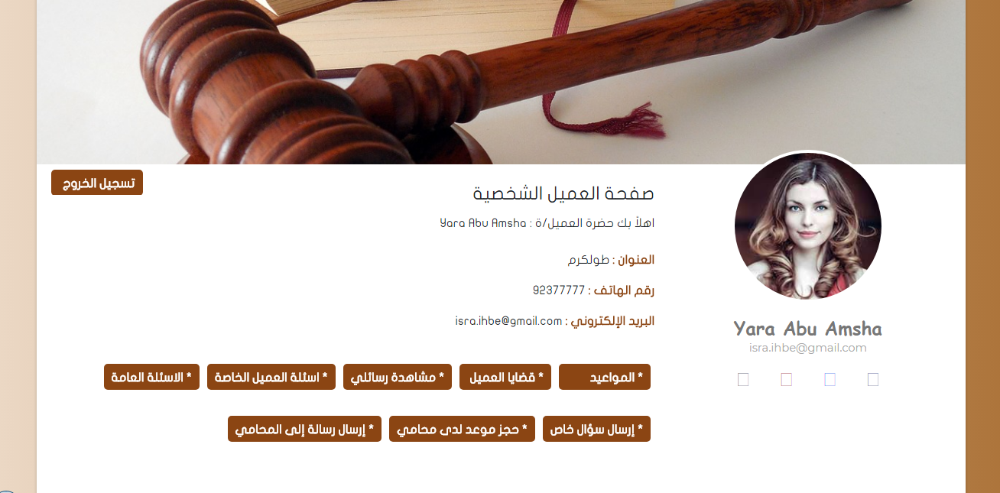 تسجيل الخروج
صفحة العميل الشخصية
اهلاً بك حضرة العميل/ة : Yara Abu Amsha
العنوان : طولكرم
رقم الهاتف : 92377777
البريد الإلكتروني : isra.ihbe@gmail.com
Yara Abu Amsha
isra.ihbe@gmail.com
* المواعيد
* قضايا العميل
* مشاهدة رسائلي
* اسئلة العميل الخاصة
* الاسئلة العامة
* إرسال سؤال خاص
* حجز موعد لدى محامي
* إرسال رسالة إلى المحامي